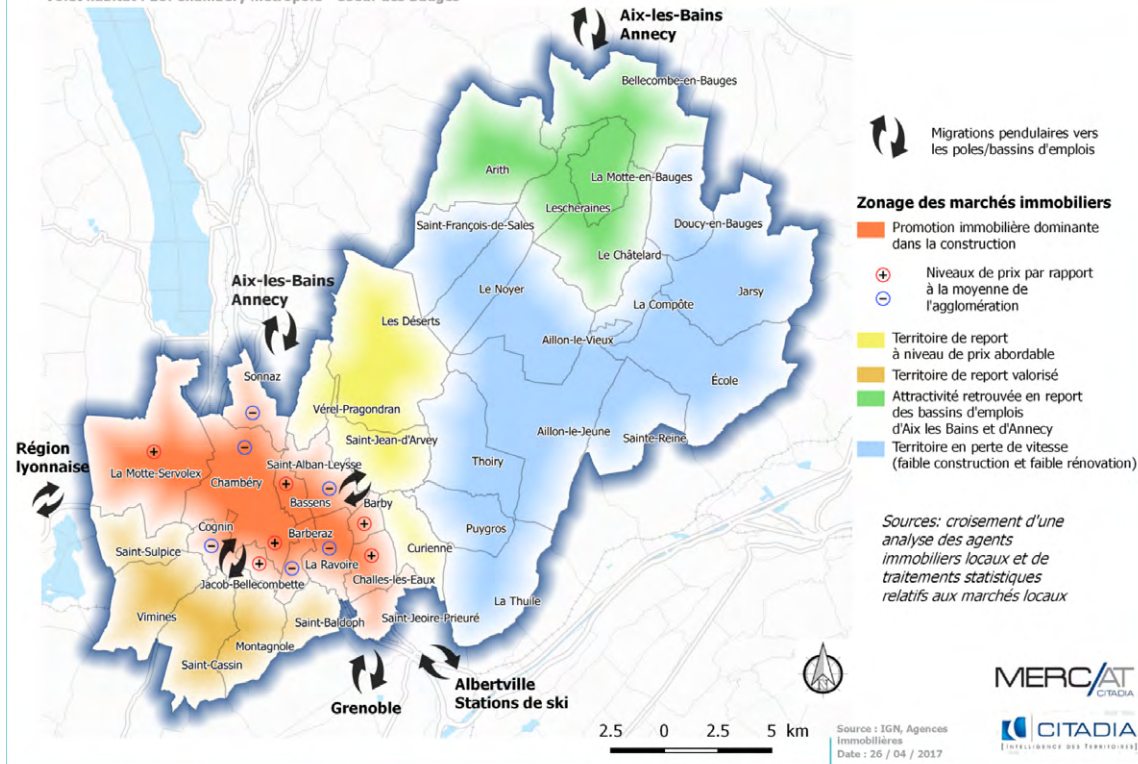 Aix-les-Bains
Annecy
Bellecombe-en-Bauges
Arith
La Motte-en-Bauges
Lescheraines
Saint-François-de-Sales
Doucy-en-Bauges
Le Châtelard
Aix-les-Bains
Annecy
Le Noyer
La Compôte
Jarsy
Les Déserts
Aillon-le-Vieux
Sonnaz
École
Vérel-Pragondran
Aillon-le-Jeune
Sainte-Reine
Saint-Jean-d'Arvey
Région
lyonnaise
La Motte-Servolex
Saint-Alban-Leysse
Thoiry
Chambéry
Bassens
Barby
Cognin
Barberaz
Puygros
Saint-Sulpice
Curienne
La Ravoire
Jacob-Bellecombette
Challes-les-Eaux
La Thuile
Vimines
Saint-Baldoph
Saint-Jeoire-Prieuré
Montagnole
Saint-Cassin
Grenoble
Albertville
Stations de ski
Migrations pendulaires vers
les poles/bassins d'emplois
Zonage des marchés immobiliers
Promotion immobilière dominante
dans la construction
Niveaux de prix par rapport
à la moyenne de
l'agglomération
Territoire de report
à niveau de prix abordable
Territoire de report valorisé
Attractivité retrouvée en report
des bassins d'emplois
d'Aix les Bains et d'Annecy
Territoire en perte de vitesse
(faible construction et faible rénovation)
Sources: croisement d'une
analyse des agents
immobiliers locaux et de
traitements statistiques
relatifs aux marchés locaux
2.5 0 2.5 5 km
Source : IGN, Agences
immobilières
Date : 26 / 04 / 2017
MERC/AT
CITADIA
CITADIA
[INTELLIGENCE DES TERRITOIRES]